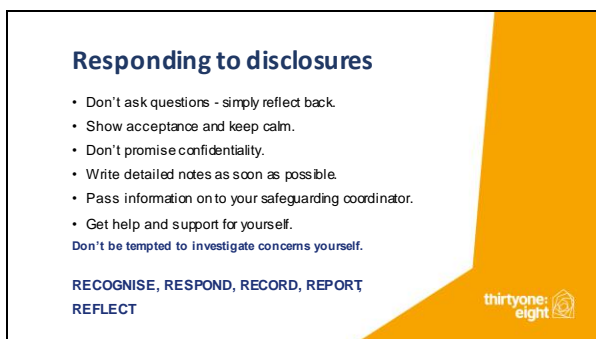 Responding to disclosures
• Don't ask questions - simply reflect back.
• Show acceptance and keep calm.
• Don't promise confidentiality.
• Write detailed notes as soon as possible.
• Pass information on to your safeguarding coordinator.
• Get help and support for yourself.
Don't be tempted to investigate concerns yourself.
RECOGNISE, RESPOND, RECORD, REPORT,
REFLECT
thirtyone:
eight